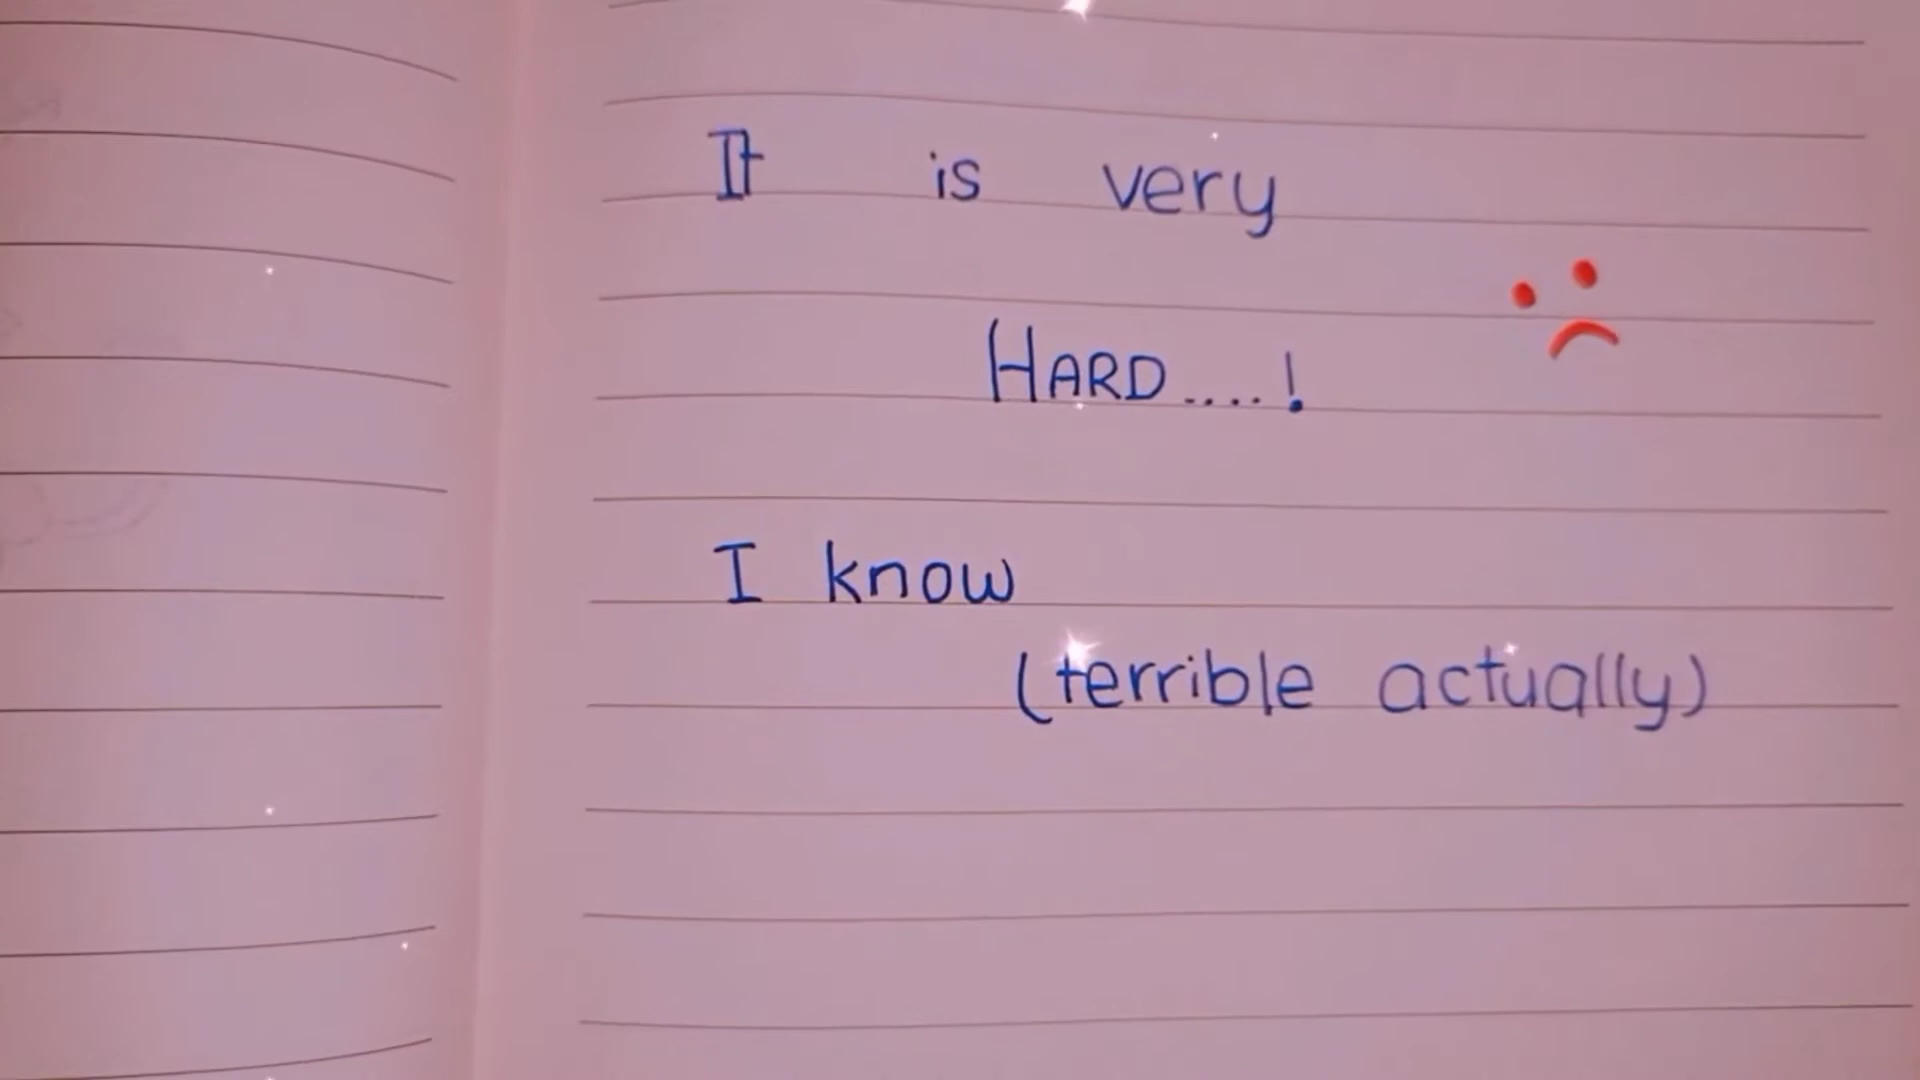 It is very
HARD....!
I know
(terrible actually)